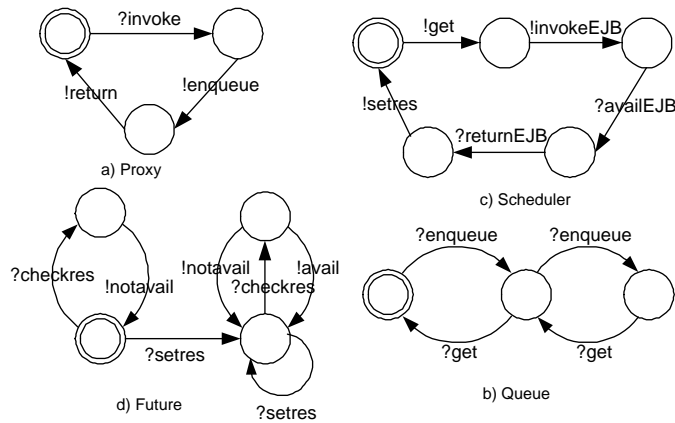 ?invoke
!return
!enqueue
a) Proxy
!get
!invokeEJB
!setres
?availEJB
?returnEJB
c) Scheduler
?checkres
!notavail
!notavail
!avail
?checkres
?setres
?setres
d) Future
?enqueue
?enqueue
?get
?get
b) Queue